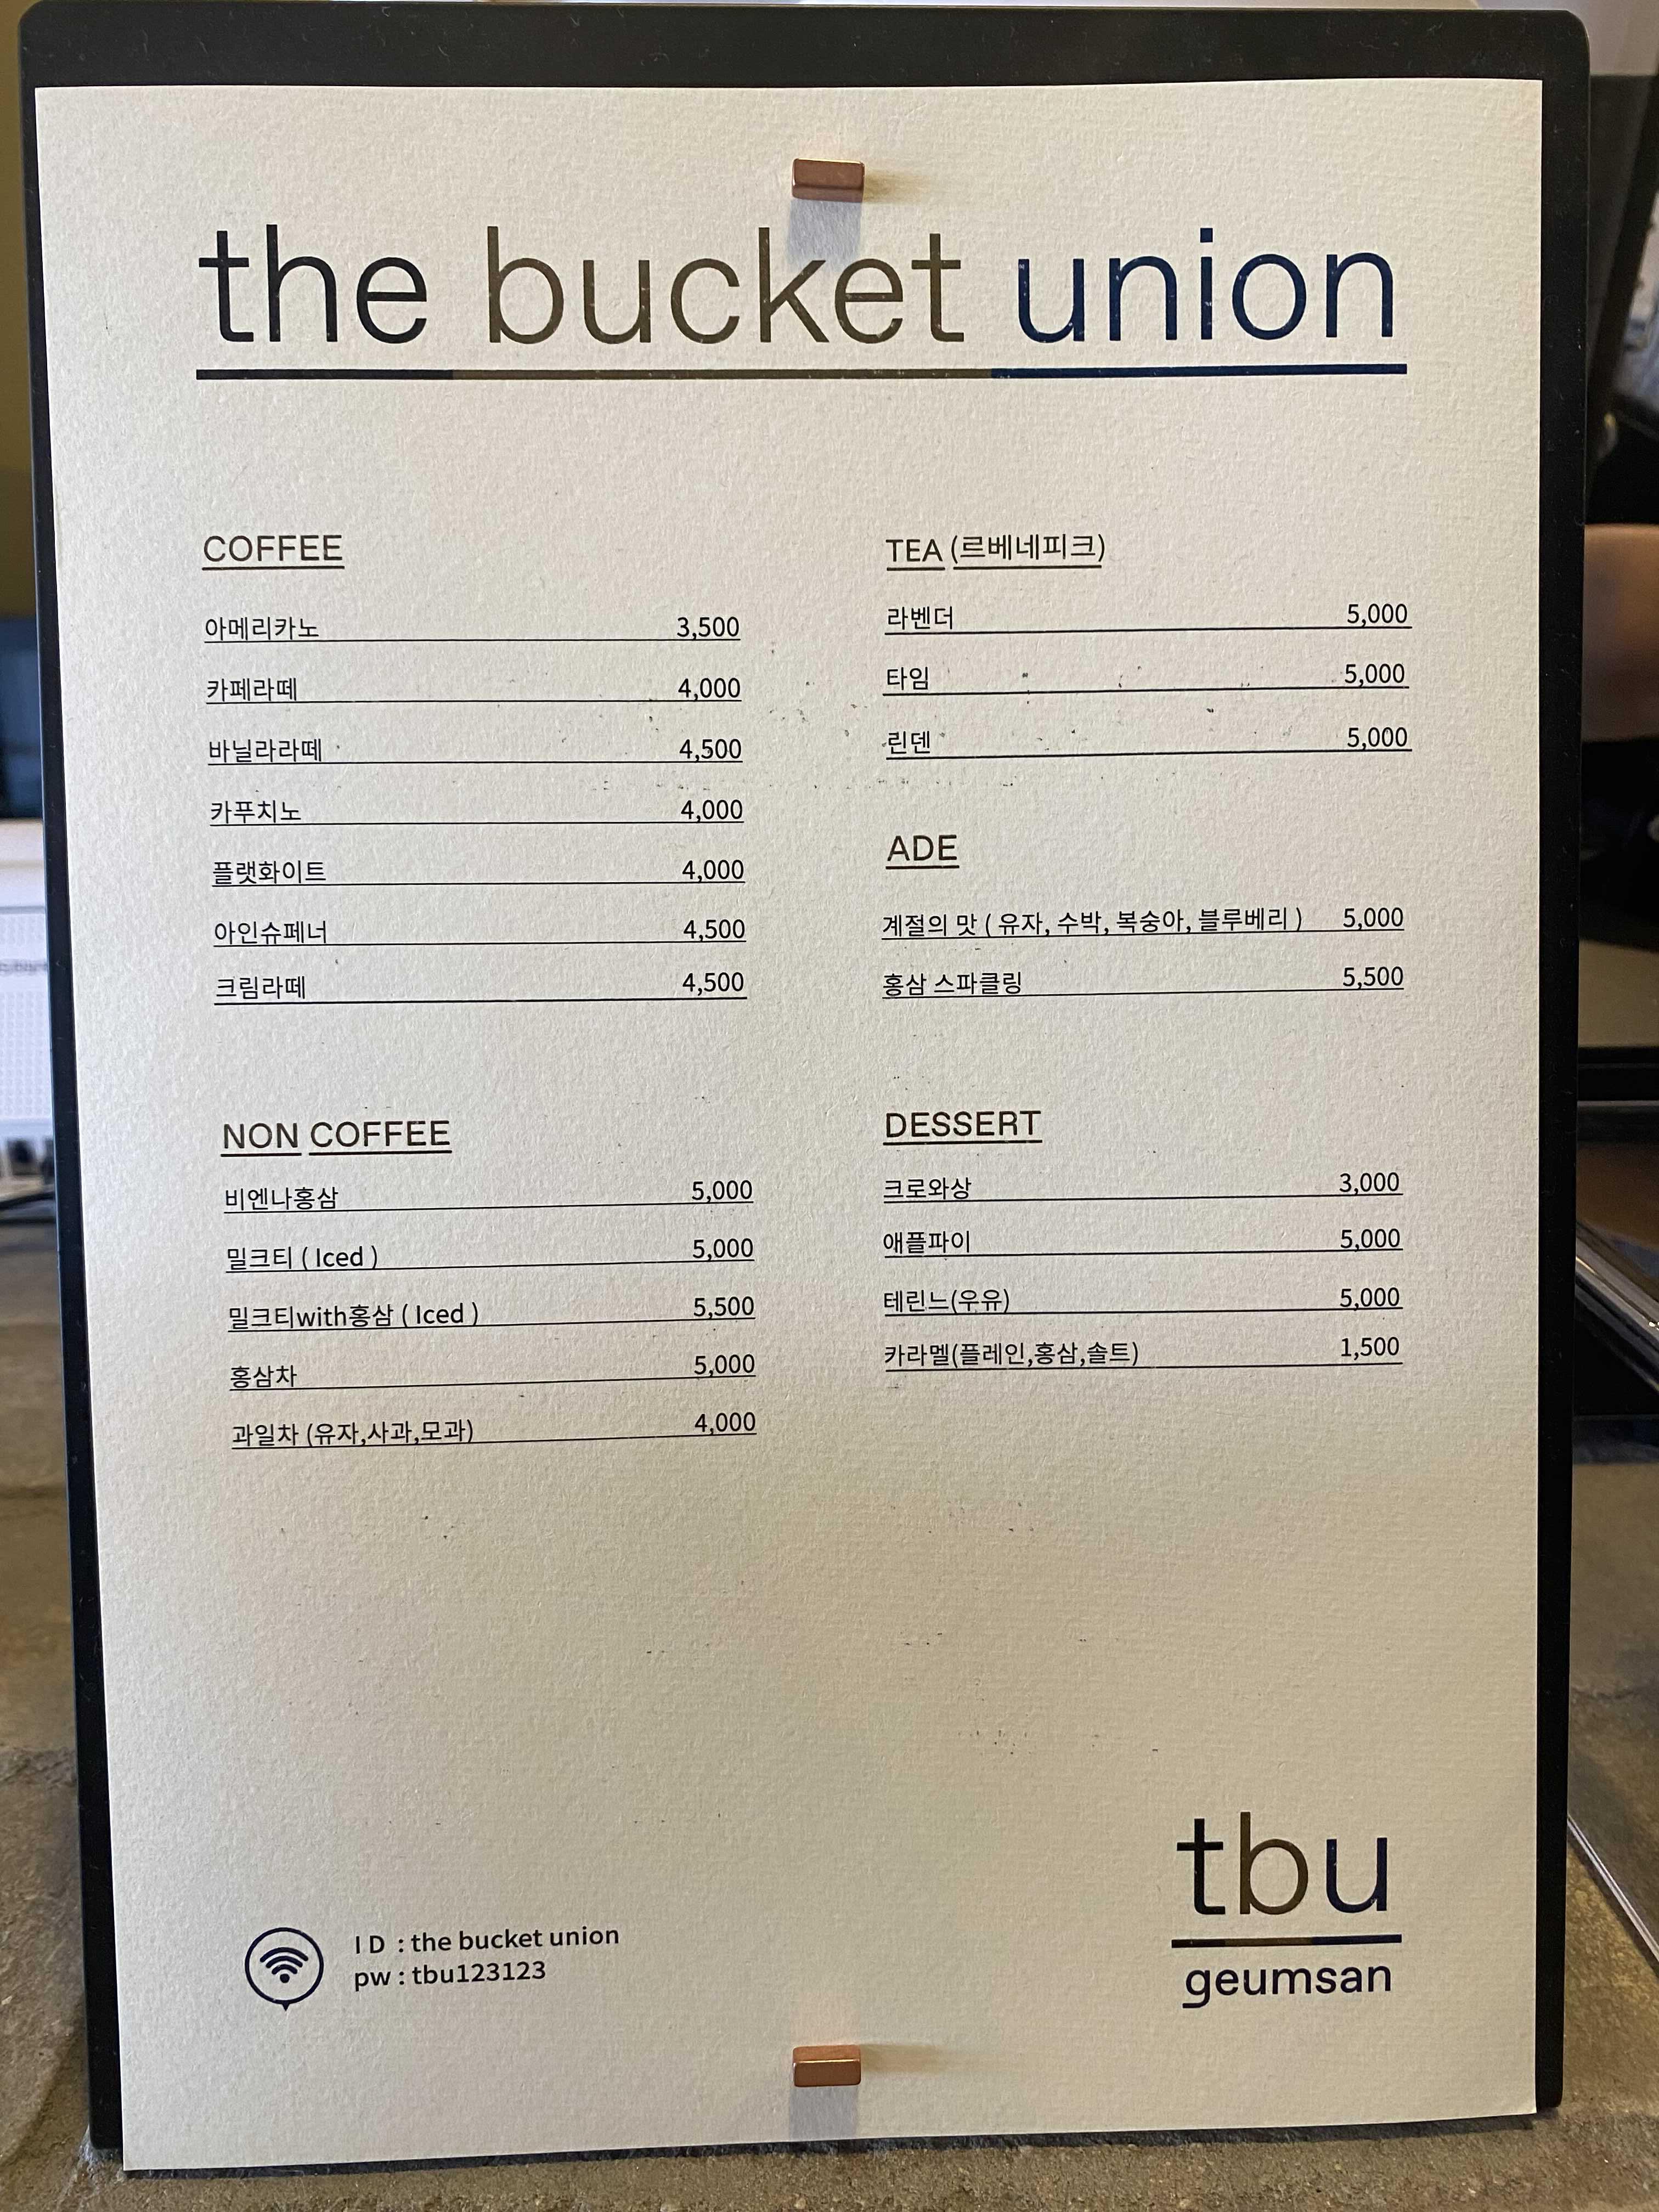 the bucket union
COFFEE
아메리카노 3,500
카페라떼 4,000
바닐라라떼 4,500
카푸치노 4,000
플랫화이트 4,000
아인슈페너 4,500
크림라떼 4,500
NON COFFEE
비엔나홍삼 5,000
밀크티 ( Iced ) 5,000
밀크티with홍삼 ( Iced ) 5,500
홍삼차 5,000
과일차 (유자,사과,모과) 4,000
TEA (르베네피크)
라벤더 5,000
타임 5,000
린덴 5,000
ADE
계절의 맛 ( 유자, 수박, 복숭아, 블루베리 ) 5,000
홍삼 스파클링 5,500
DESSERT
크로와상 3,000
애플파이 5,000
테린느(우유) 5,000
카라멜(플레인,홍삼,솔트) 1,500
I D : the bucket union
pw : tbu123123
tbu
geumsan